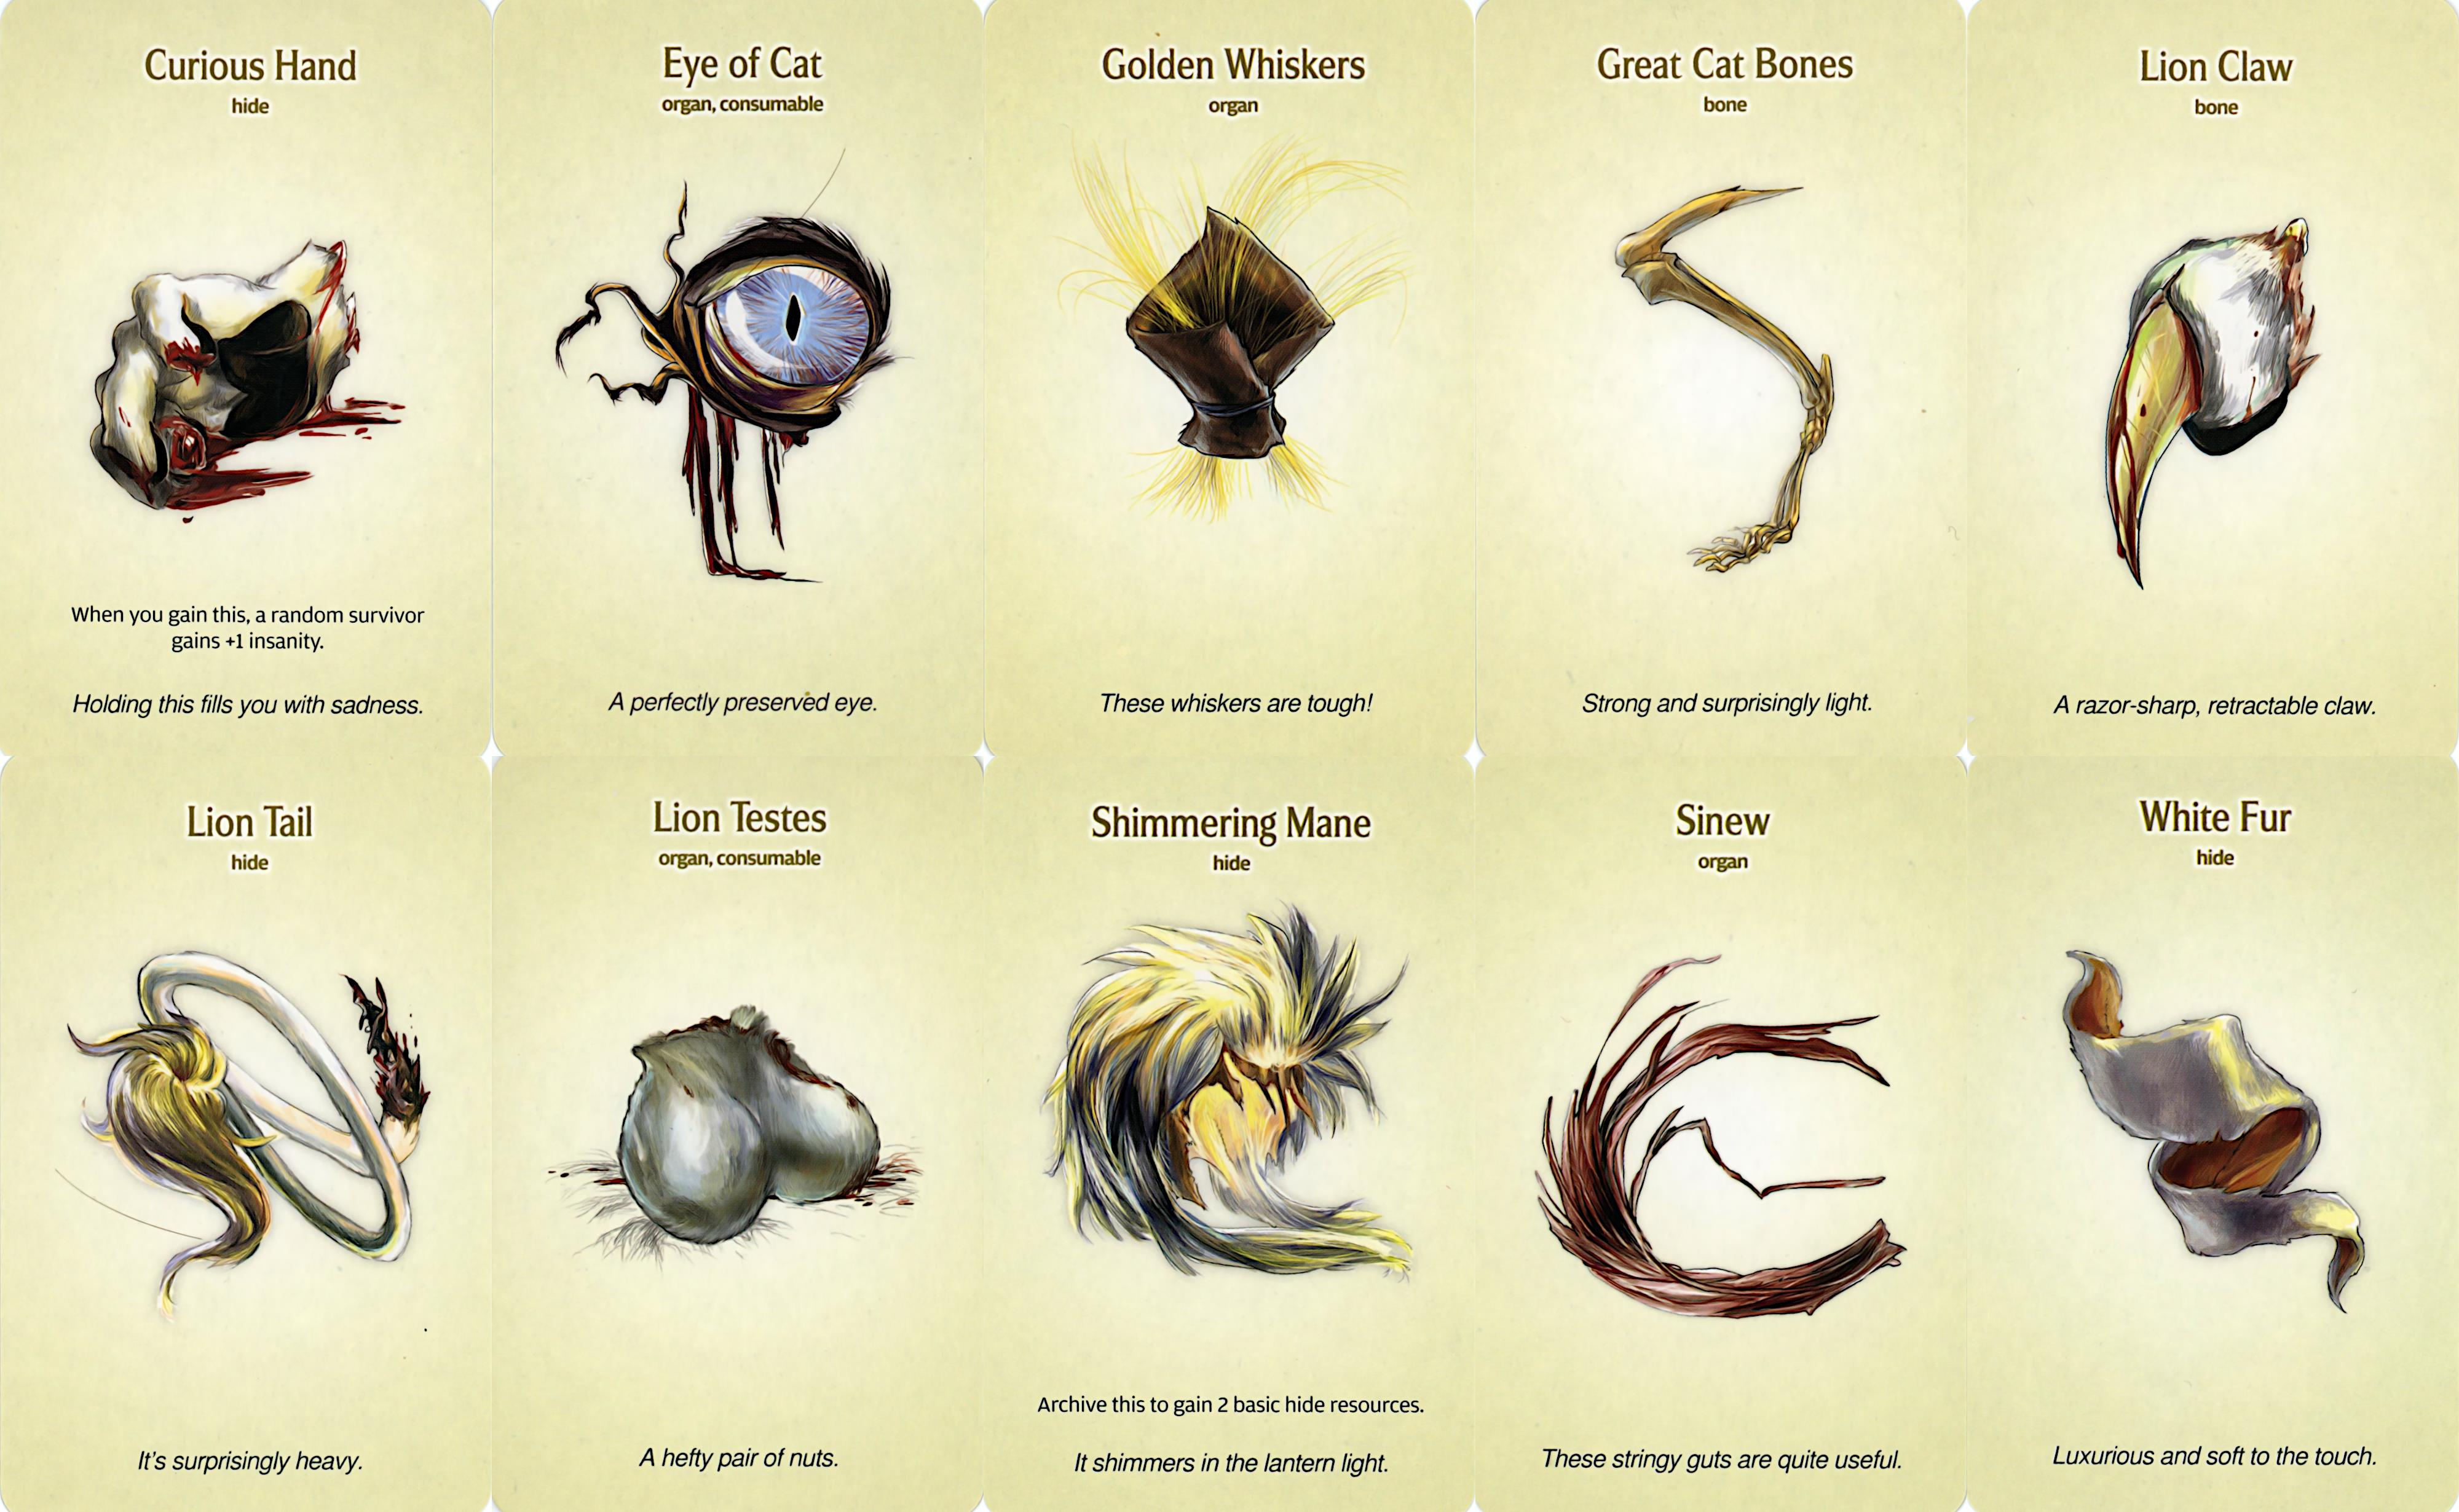 Curious Hand
hide
When you gain this, a random survivor
gains +1 insanity.
Holding this fills you with sadness.
Eye of Cat
organ, consumable
A perfectly preserved eye.
Golden Whiskers
organ
These whiskers are tough!
Great Cat Bones
bone
Strong and surprisingly light.
Lion Claw
bone
A razor-sharp, retractable claw.
Lion Tail
hide
It's surprisingly heavy.
Lion Testes
organ, consumable
A hefty pair of nuts.
Shimmering Mane
hide
Archive this to gain 2 basic hide resources.
It shimmers in the lantern light.
Sinew
organ
These stringy guts are quite useful.
White Fur
hide
Luxurious and soft to the touch.